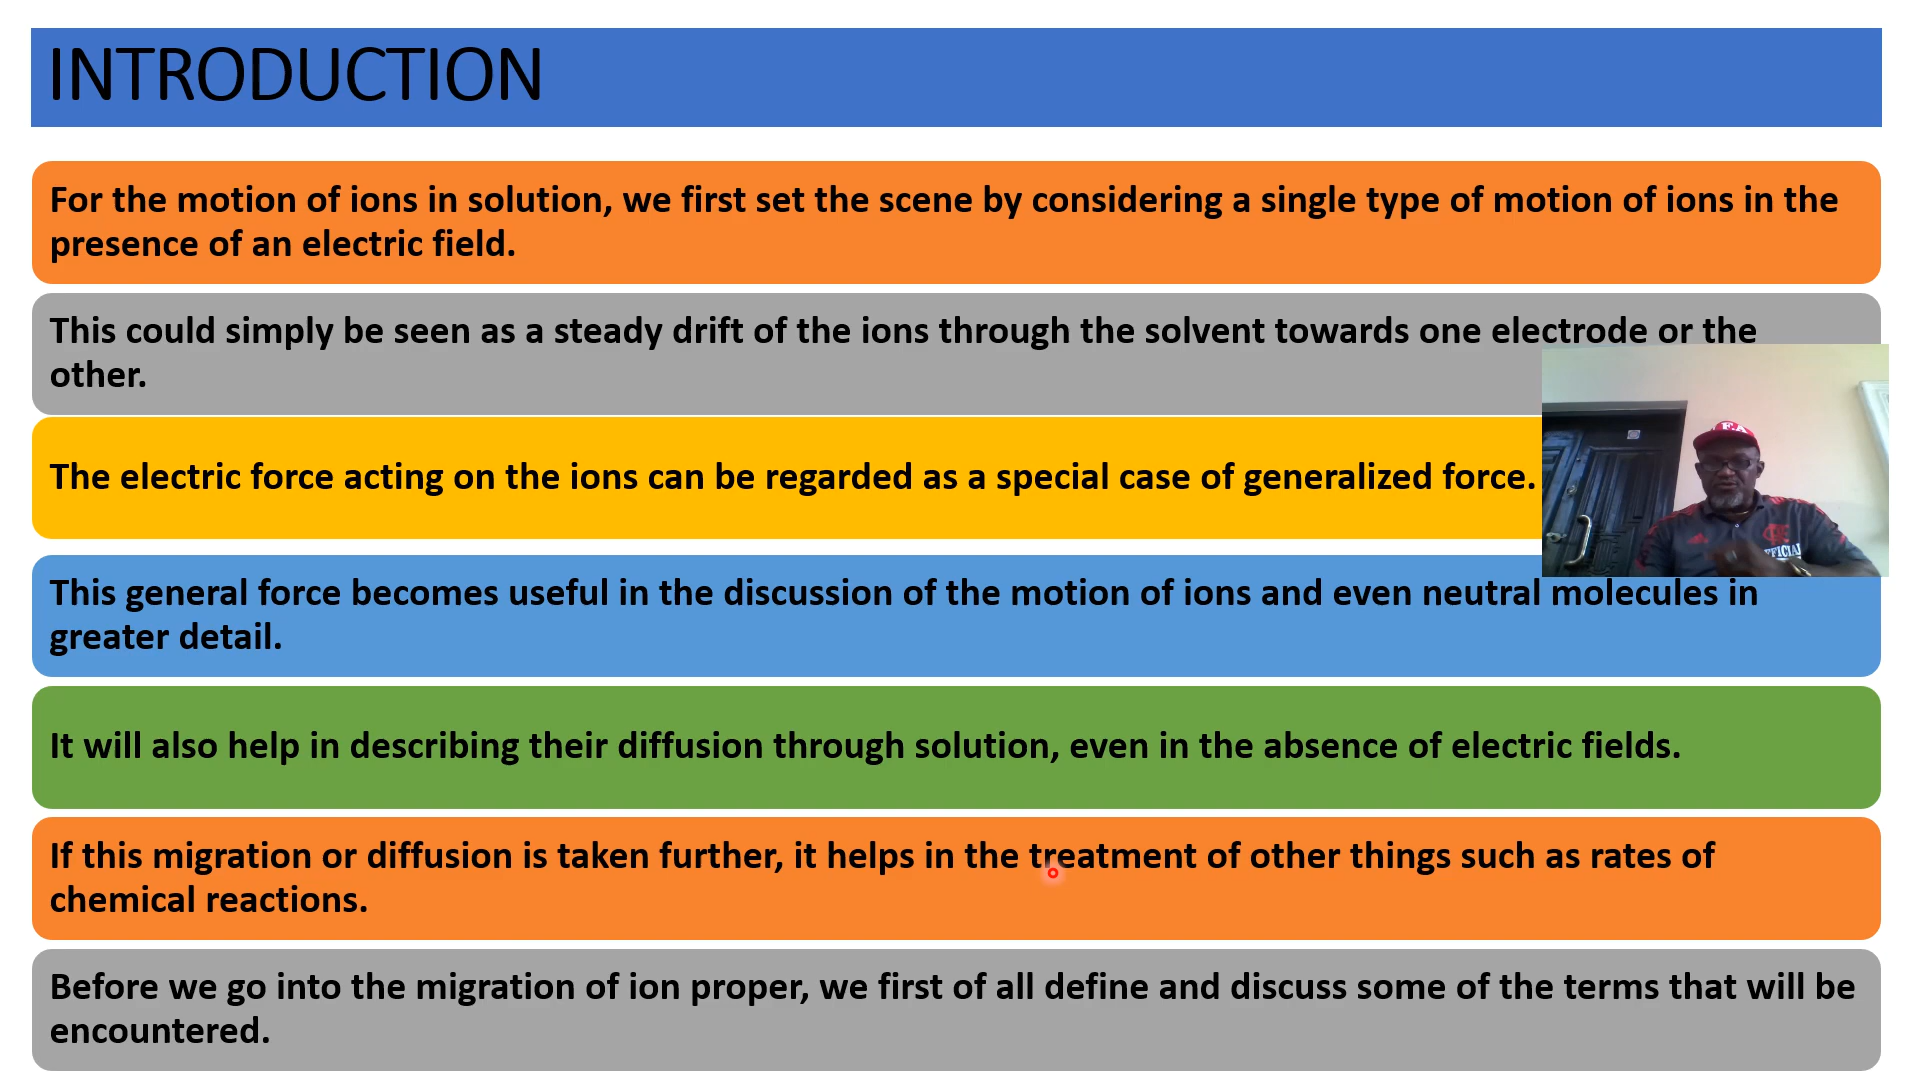 INTRODUCTION
For the motion of ions in solution, we first set the scene by considering a single type of motion of ions in the
presence of an electric field.
This could simply be seen as a steady drift of the ions through the solvent towards one electrode or the
other.
The electric force acting on the ions can be regarded as a special case of generalized force.
This general force becomes useful in the discussion of the motion of ions and even neutral molecules in
greater detail.
It will also help in describing their diffusion through solution, even in the absence of electric fields.
If this migration or diffusion is taken further, it helps in the treatment of other things such as rates of
chemical reactions.
Before we go into the migration of ion proper, we first of all define and discuss some of the terms that will be
encountered.